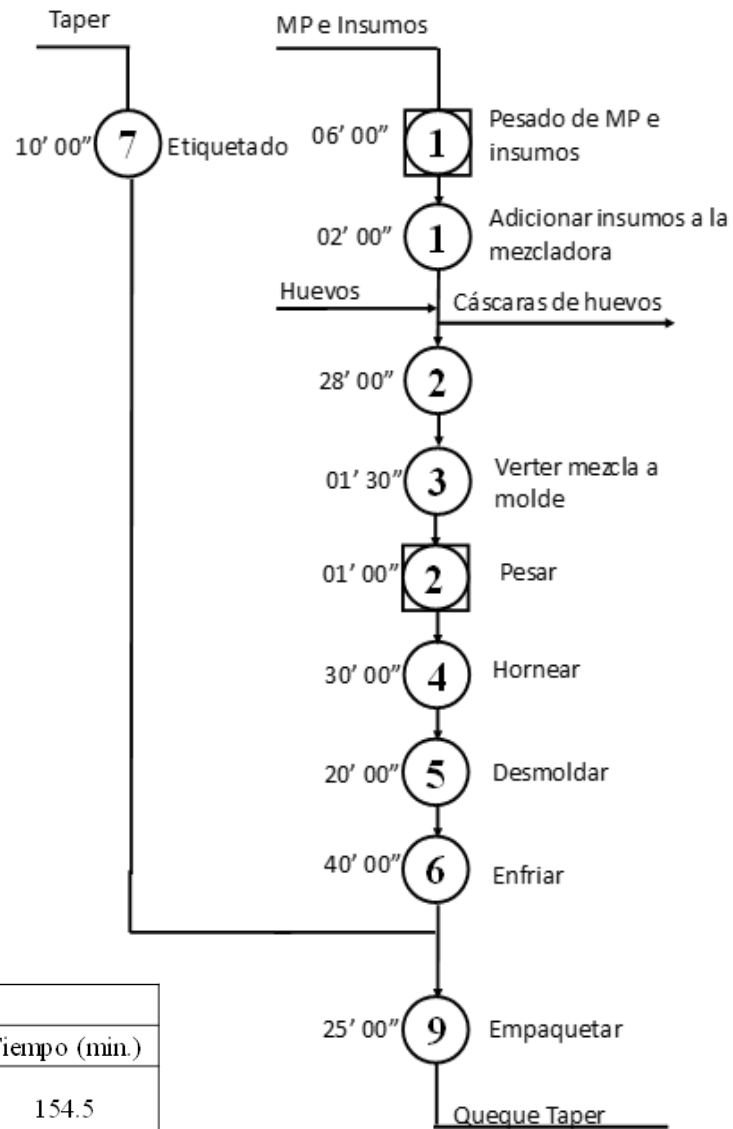 Taper
MP e Insumos
10' 00”
7
Etiquetado
06' 00”
1
Pesado de MP e
insumos
02' 00”
1
Adicionar insumos a la
mezcladora
Huevos
Cáscaras de huevos
28' 00”
2
01' 30”
3
Verter mezcla a
molde
01' 00”
2
Pesar
30' 00”
4
Hornear
20' 00”
5
Desmoldar
40' 00”
6
Enfriar
25' 00”
9
Empaquetar
Queque Taper
Tiempo (min.)
154.5